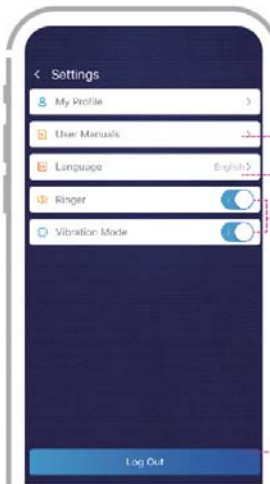 < Settings
My Profile >
User Manuals >
Language English >
Ringer
Vibration Mode
Log Out